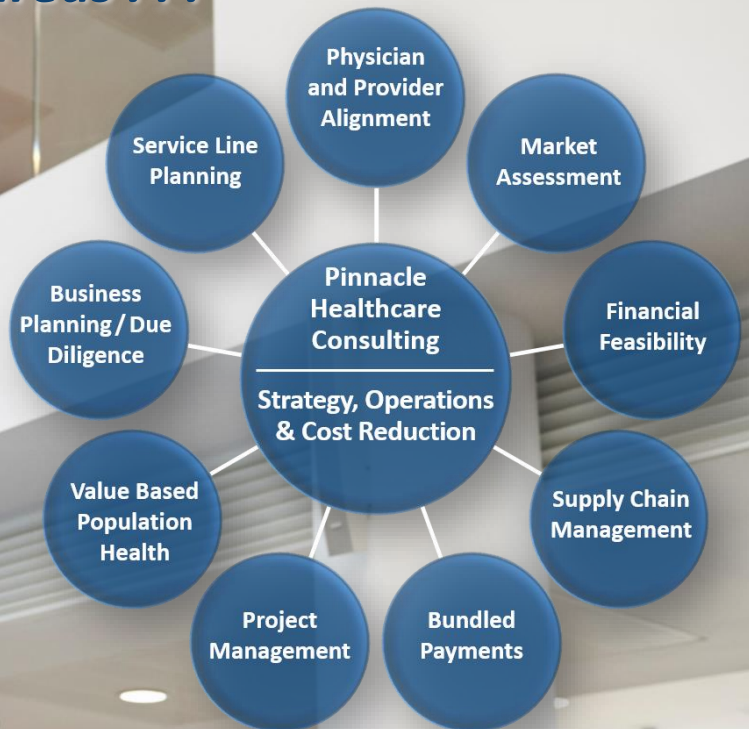 Physician
and Provider
Alignment
Market
Assessment
Financial
Feasibility
Supply Chain
Management
Bundled
Payments
Project
Management
Value Based
Population
Health
Business
Planning / Due
Diligence
Service Line
Planning
Pinnacle
Healthcare
Consulting
Strategy, Operations
& Cost Reduction